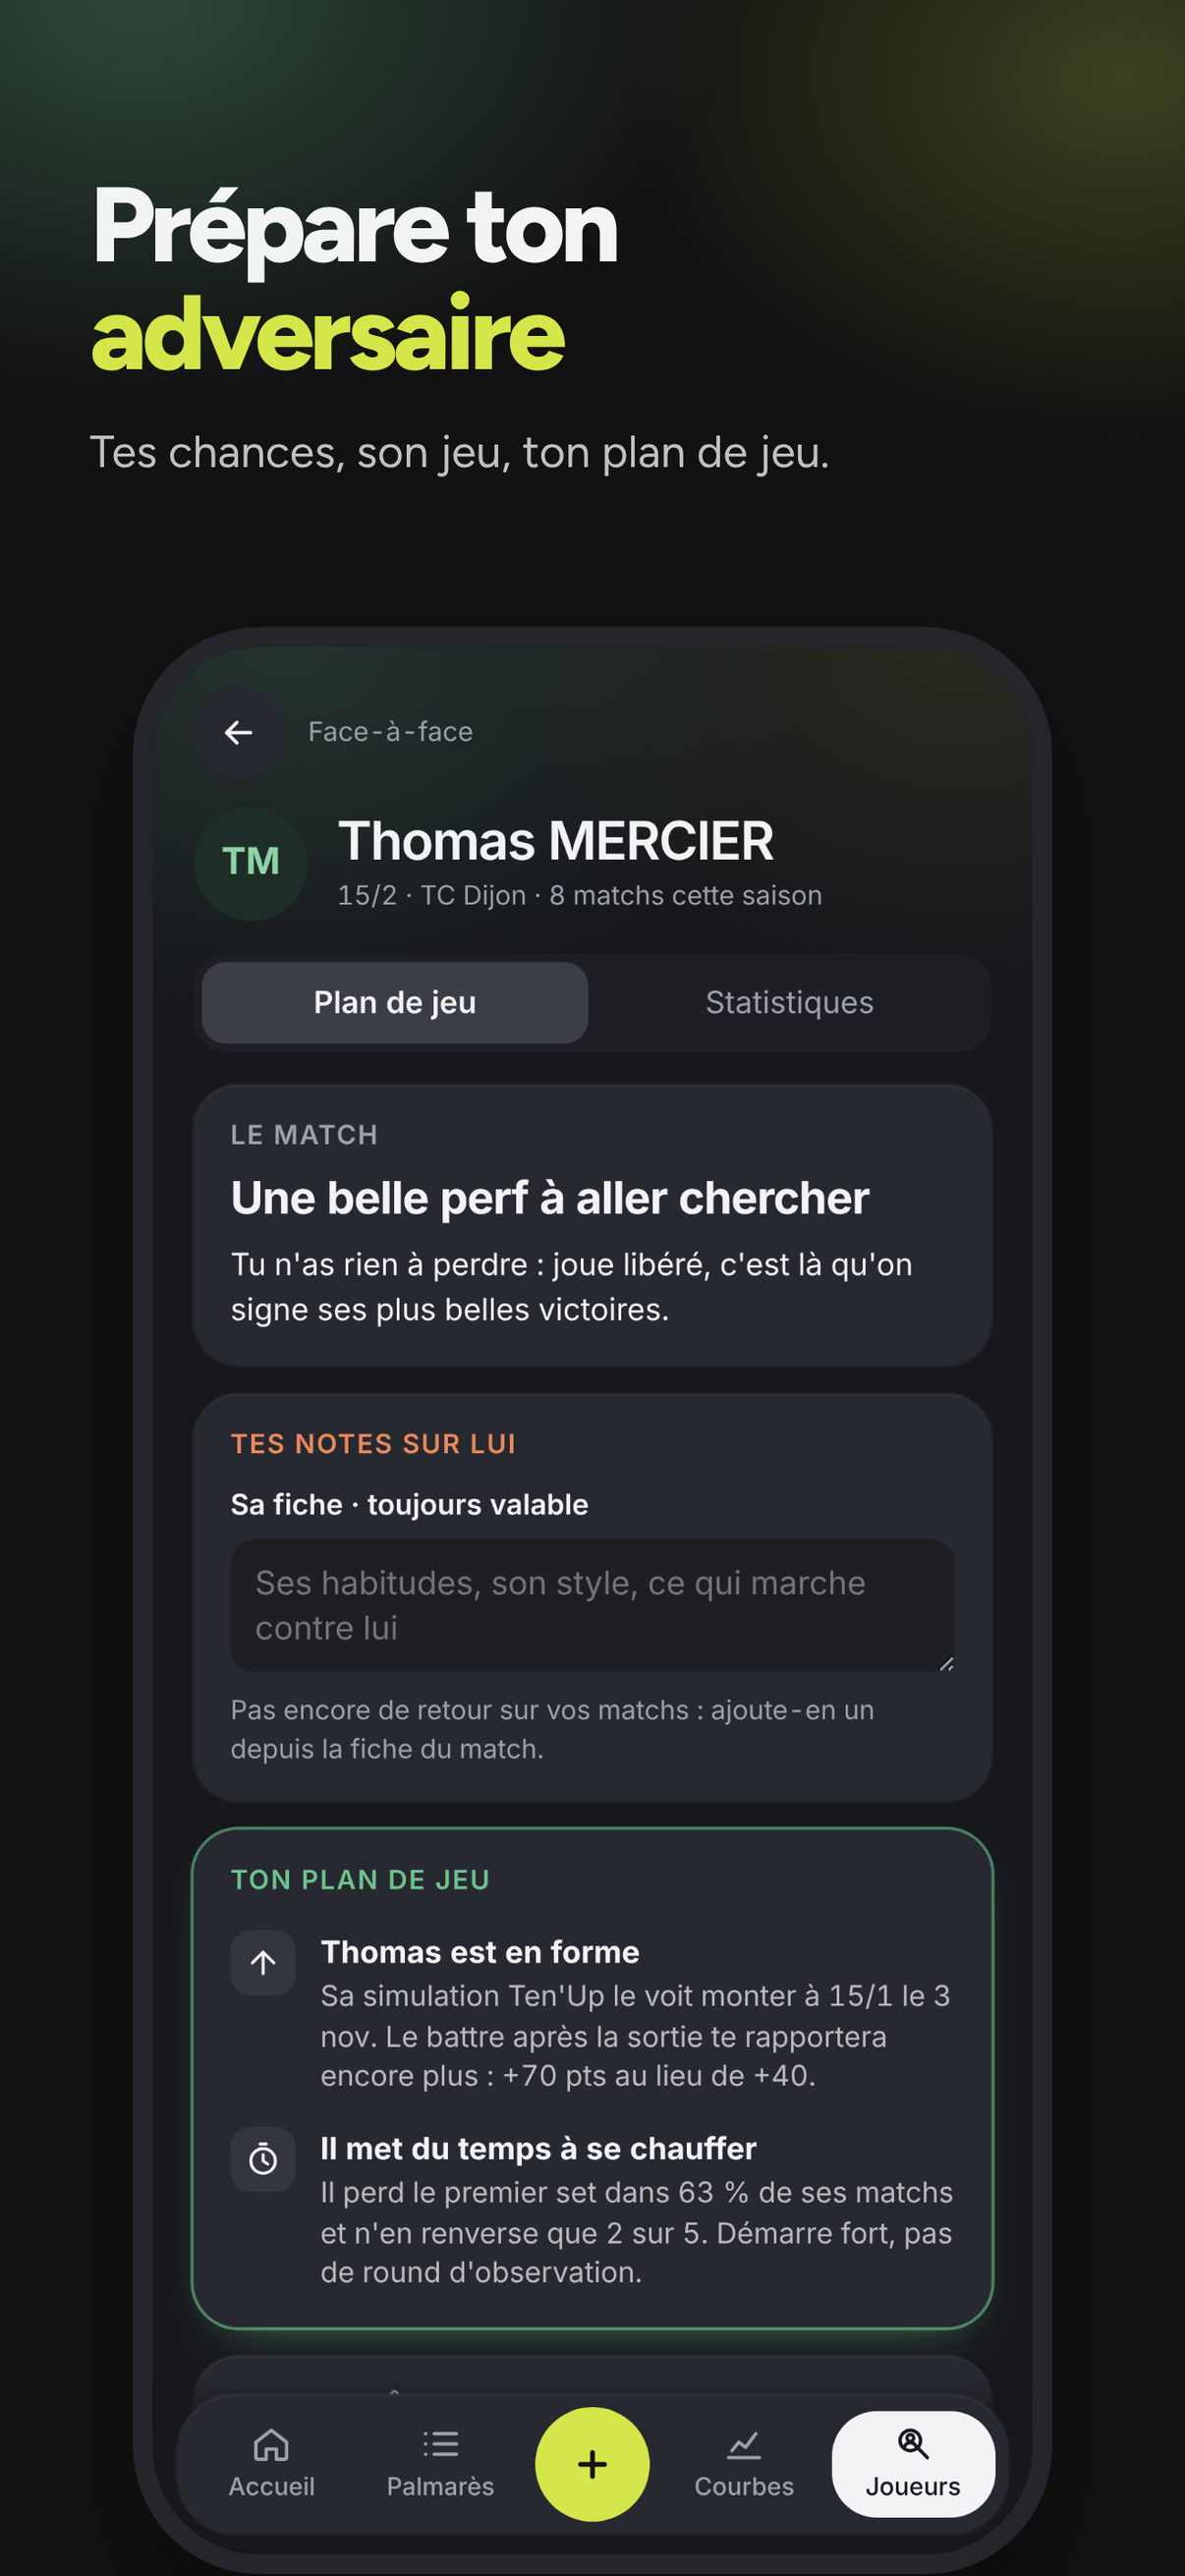 Prépare ton
adversaire
Tes chances, son jeu, ton plan de jeu.
Face-à-face
TM
Thomas MERCIER
15/2 · TC Dijon · 8 matchs cette saison
Plan de jeu
Statistiques
LE MATCH
Une belle perf à aller chercher
Tu n'as rien à perdre : joue libéré, c'est là qu'on
signe ses plus belles victoires.
TES NOTES SUR LUI
Sa fiche · toujours valable
Ses habitudes, son style, ce qui marche
contre lui
Pas encore de retour sur vos matchs : ajoute-en un
depuis la fiche du match.
TON PLAN DE JEU
Thomas est en forme
Sa simulation Ten'Up le voit monter à 15/1 le 3
nov. Le battre après la sortie te rapportera
encore plus : +70 pts au lieu de +40.
Il met du temps à se chauffer
Il perd le premier set dans 63 % de ses matchs
et n'en renverse que 2 sur 5. Démarre fort, pas
de round d'observation.
Accueil
Palmarès
+
Courbes
Joueurs